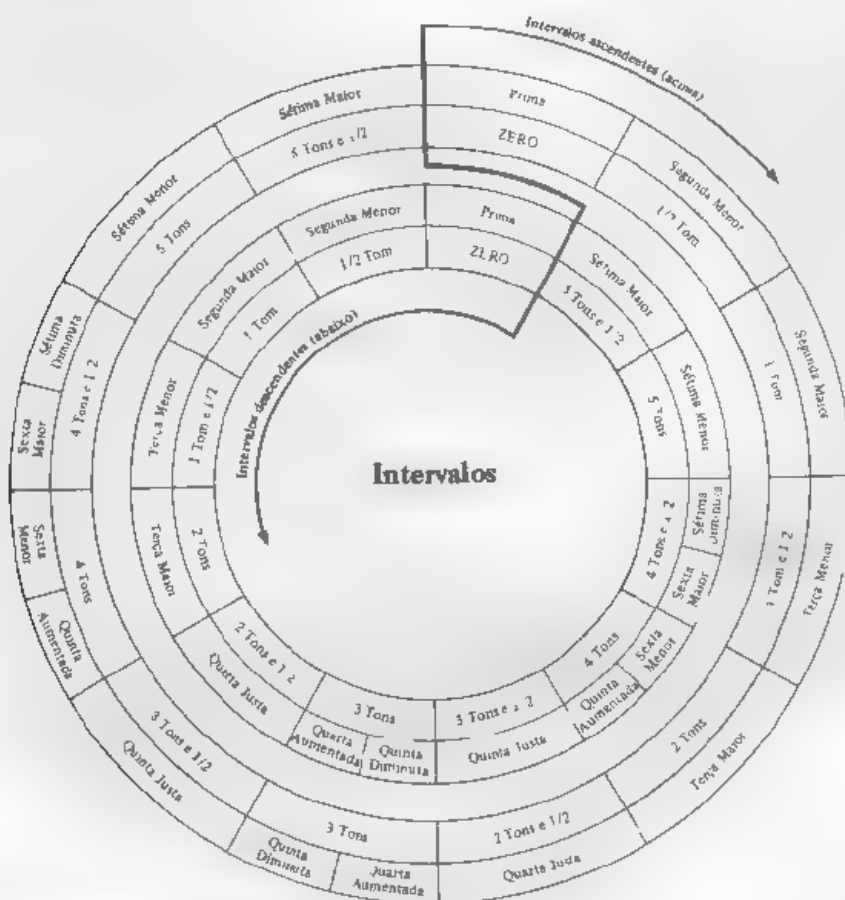 Intervalos ascendentes (acima)
Prima
ZERO
Segunda Menor
1/2 Tom
Segunda Maior
1 Tom
Terça Menor
1 Tom e 1 2
Terça Maior
2 Tons
Quarta Justa
2 Tons e 1/2
Quarta
Aumentada
Quinta
Diminuta
3 Tons
Quinta Justa
3 Tons e 1/2
Quinta
Aumentada
Sexta
Menor
4 Tons
Sexta
Maior
Sétima
Diminuta
4 Tons e 1 2
Sétima Menor
5 Tons
Sétima Maior
5 Tons e 1/2
Prima
ZERO
Segunda Menor
1/2 Tom
Segunda Maior
1 Tom
Terça Menor
1 Tom e 1/2
Terça Maior
2 Tons
Quarta Justa
2 Tons e 1 2
Quarta
Aumentada
Quinta
Diminuta
3 Tons
Quinta Justa
3 Tons e 1 2
Quinta
Aumentada
Sexta
Menor
4 Tons
Sexta
Maior
Sétima
Diminuta
4 Tons e 1 2
Sétima Menor
5 Tons
Sétima Maior
5 Tons e 1/2
Intervalos descendentes (abaixo)
Intervalos